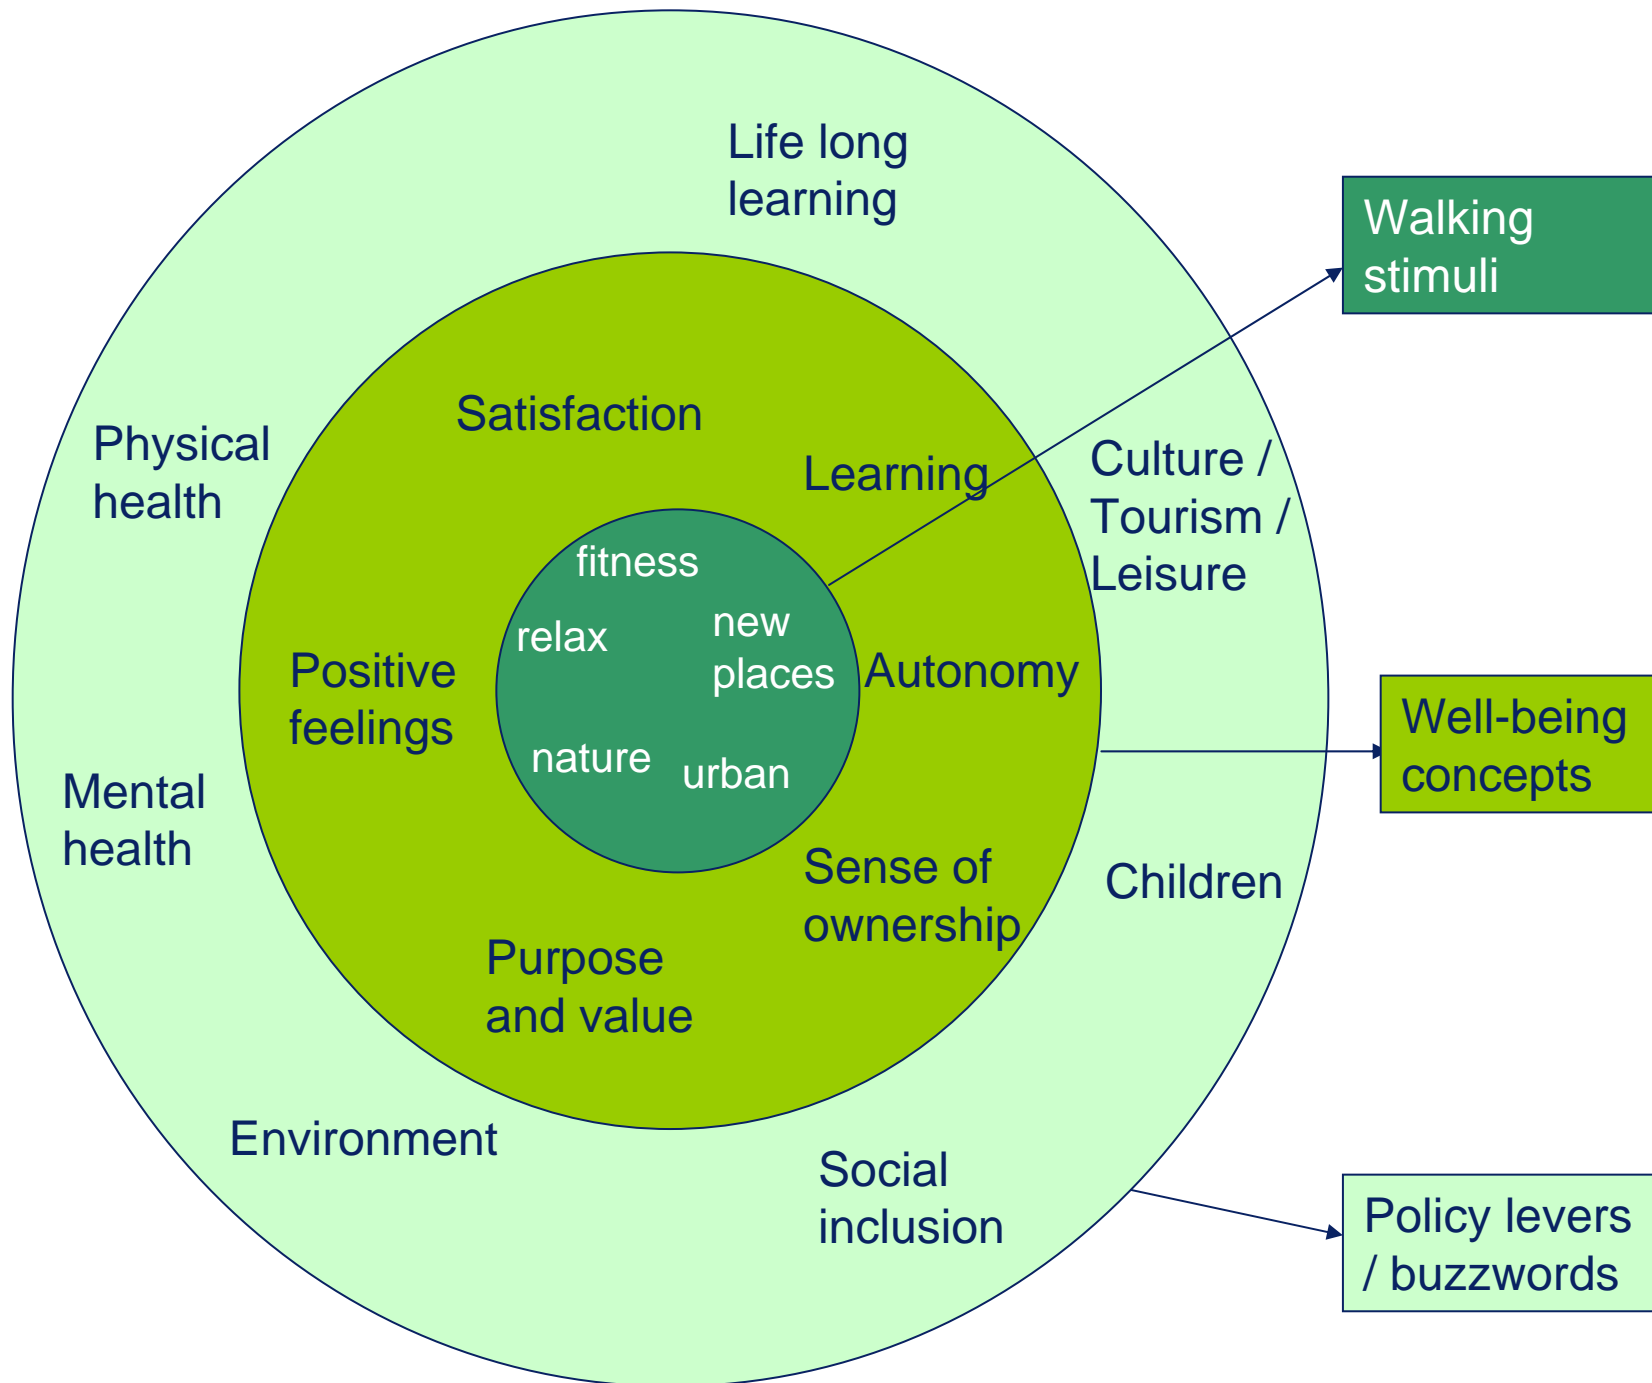 Life long
learning
Walking
stimuli
Satisfaction
Physical
health
Learning
Culture /
Tourism /
Leisure
fitness
relax
new
places
Positive
feelings
Autonomy
nature
urban
Well-being
concepts
Mental
health
Sense of
ownership
Children
Purpose
and value
Environment
Social
inclusion
Policy levers
/ buzzwords